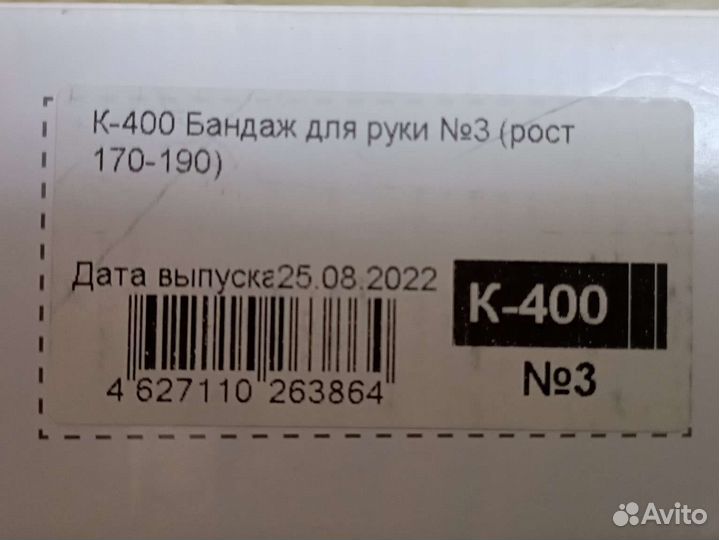 К-400 Бандаж для руки №3 (рост
170-190)
Дата выпуска25.08.2022
К-400
4 627110 263864
№3
Avito